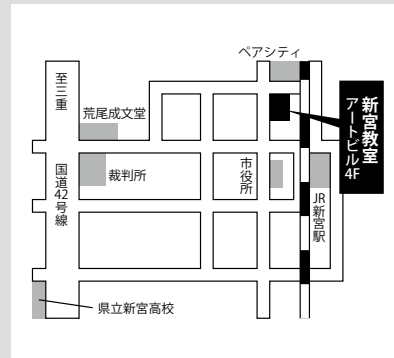 ペアシティ
至三重
荒尾成文堂
新宮教室
アートビル
4F
裁判所
市役所
国道42号線
JR新宮駅
県立新宮高校